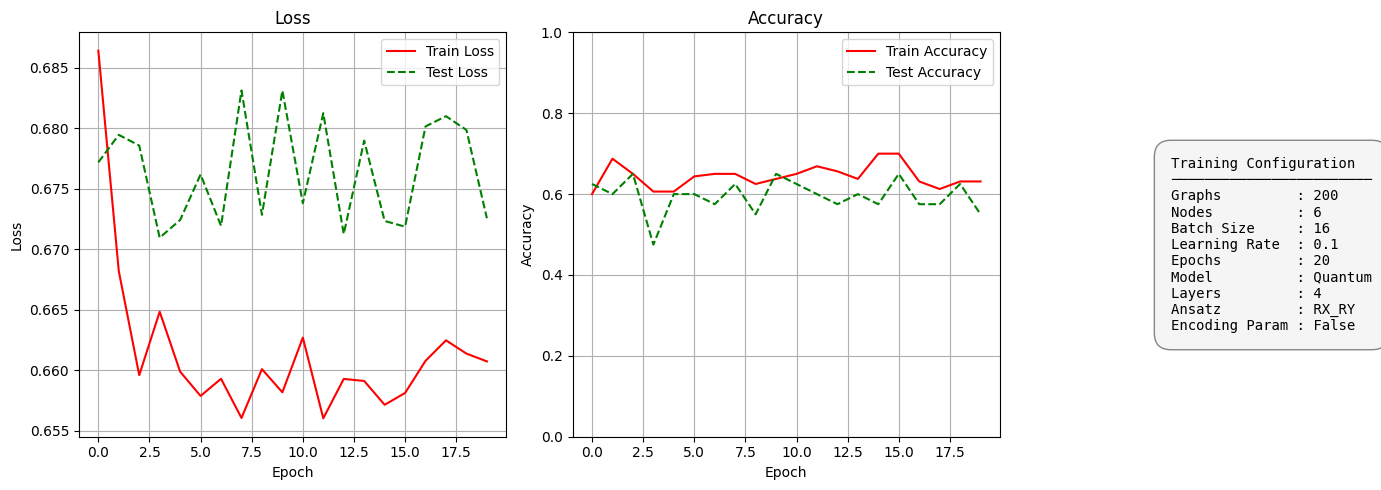 Loss
Train Loss
Test Loss
0.685
0.680
0.675
0.670
0.665
0.660
0.655
Loss
0.0 2.5 5.0 7.5 10.0 12.5 15.0 17.5
Epoch
Accuracy
Train Accuracy
Test Accuracy
1.0
0.8
0.6
0.4
0.2
0.0
Accuracy
0.0 2.5 5.0 7.5 10.0 12.5 15.0 17.5
Epoch
Training Configuration
Graphs : 200
Nodes : 6
Batch Size : 16
Learning Rate : 0.1
Epochs : 20
Model : Quantum
Layers : 4
Ansatz : RX_RY
Encoding Param : False